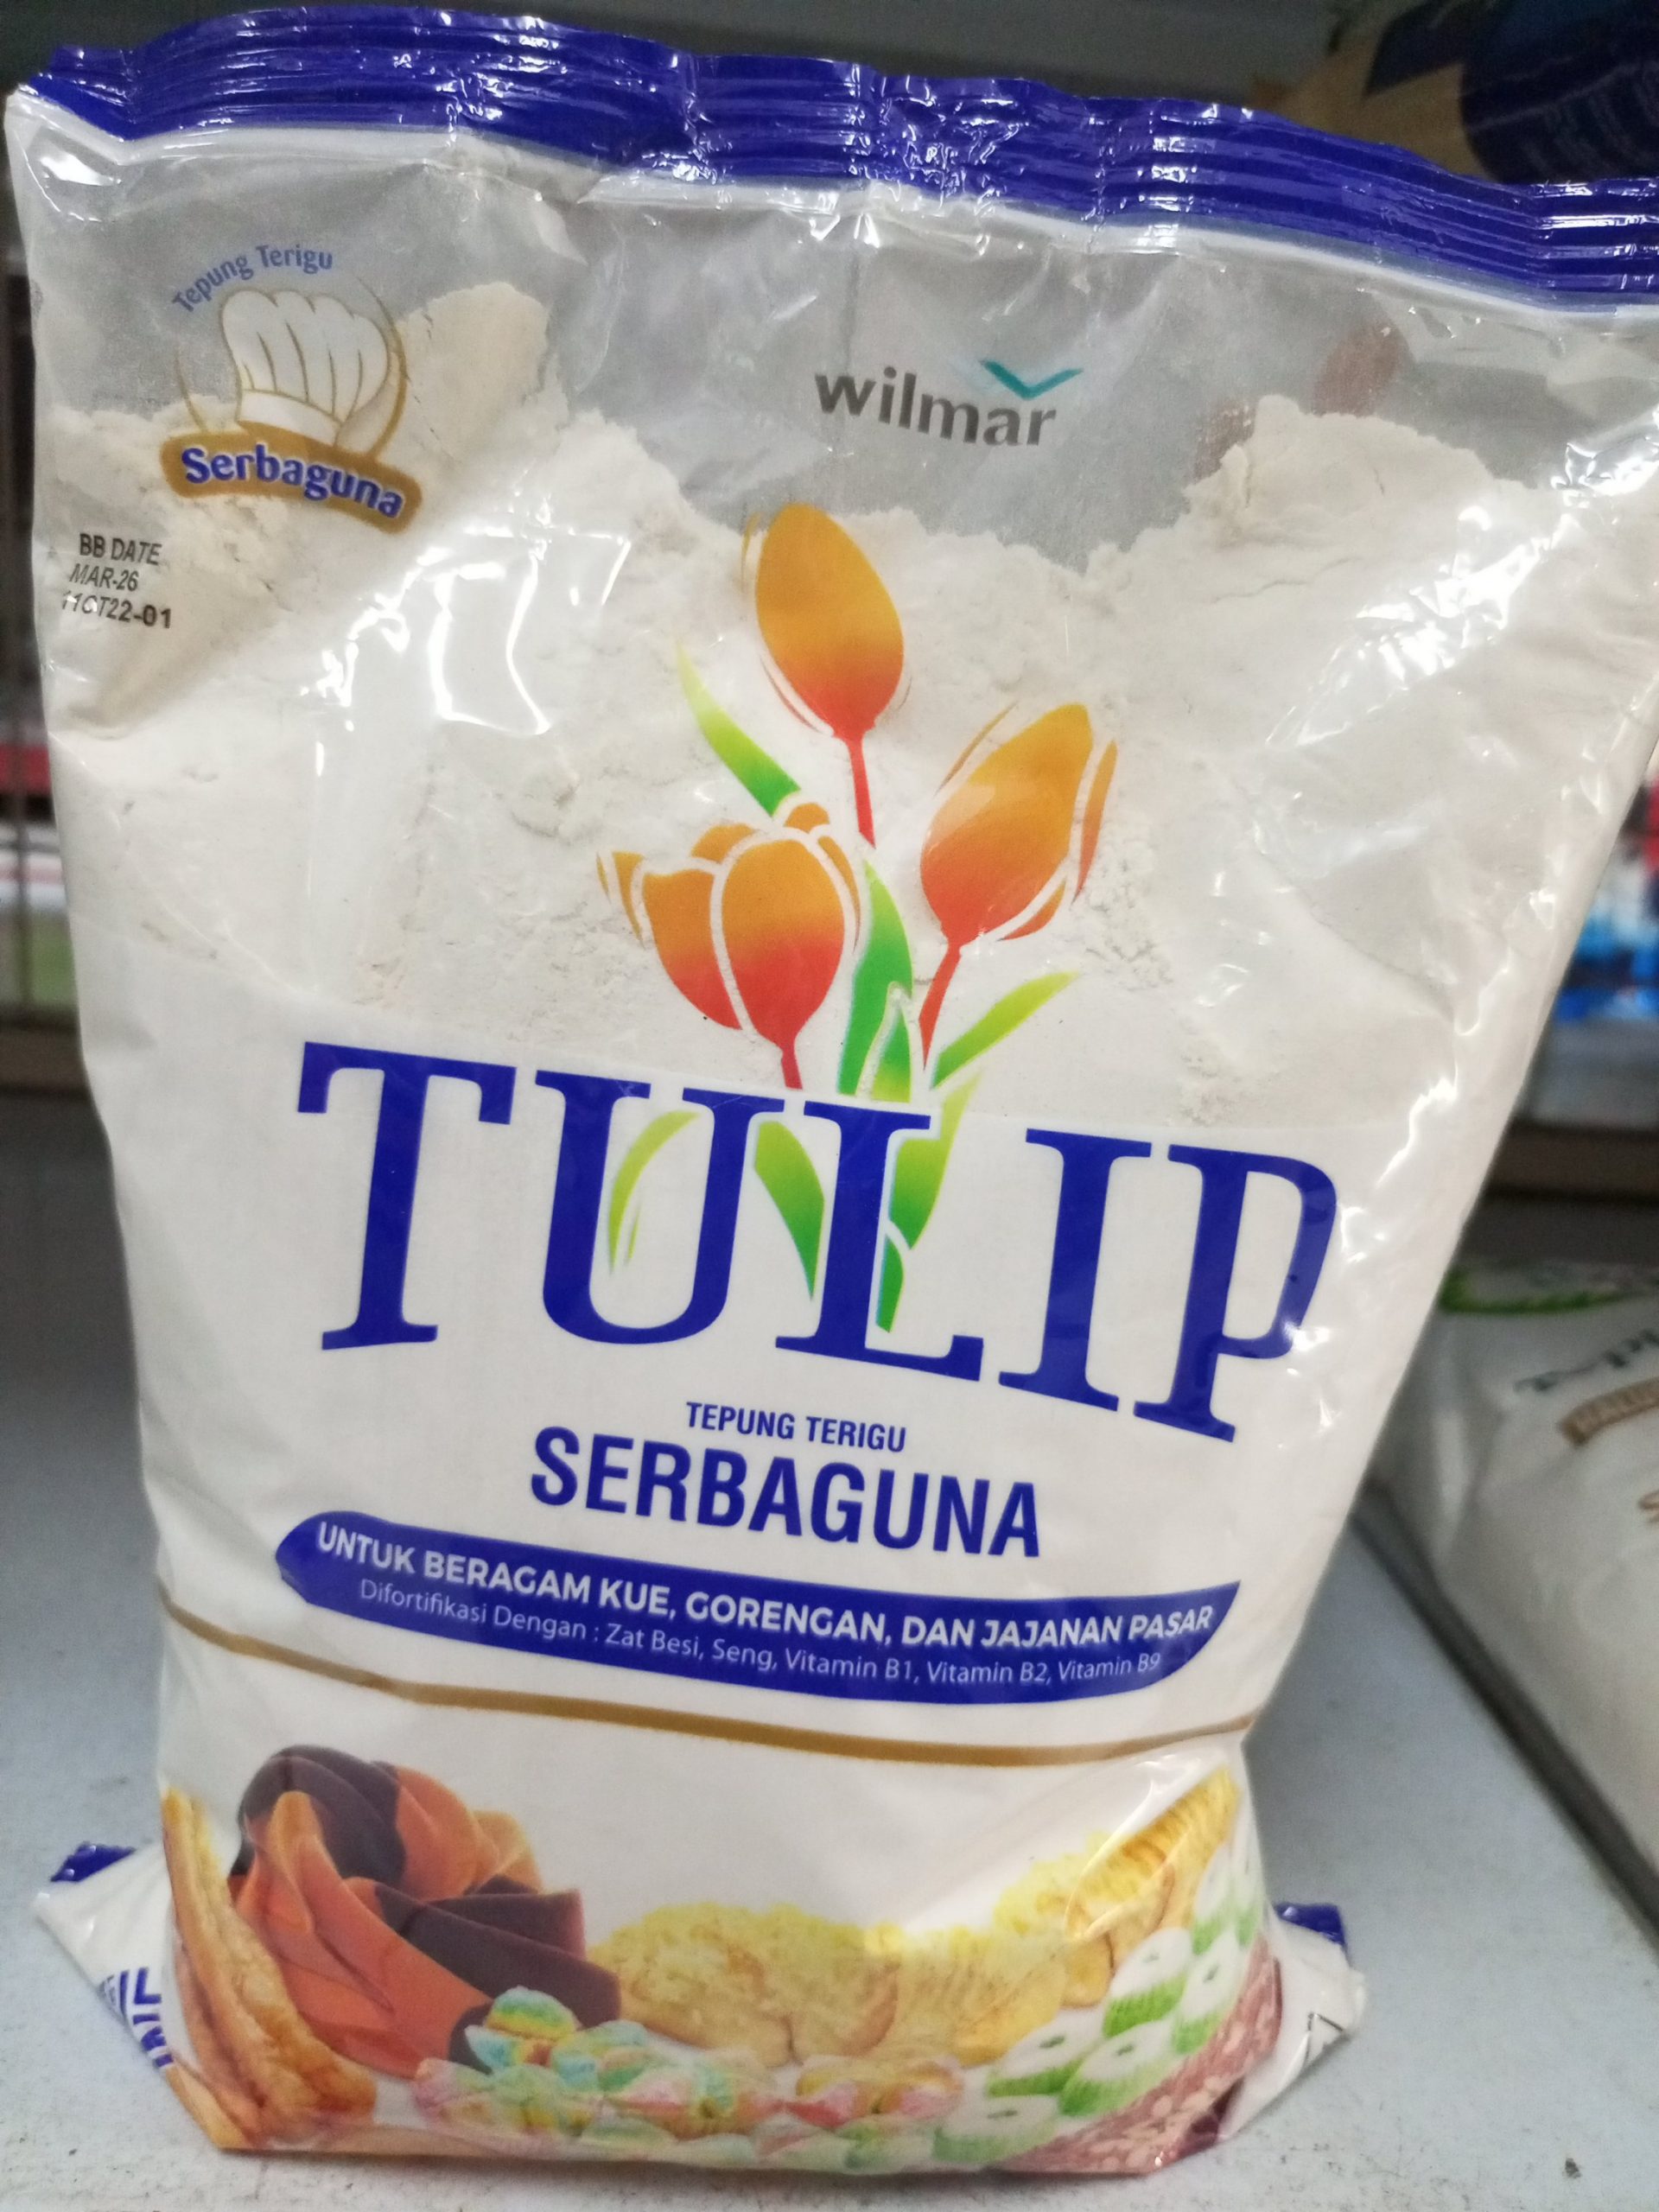 Tepung Terigu
Serbaguna
wilmar
BB DATE
MAR-26
TULIP
TEPUNG TERIGU
SERBAGUNA
UNTUK BERAGAM KUE, GORENGAN, DAN JAJANAN PASAR
Difortifikasi Dengan : Zat Besi, Seng, Vitamin B1, Vitamin B2, Vitamin B9